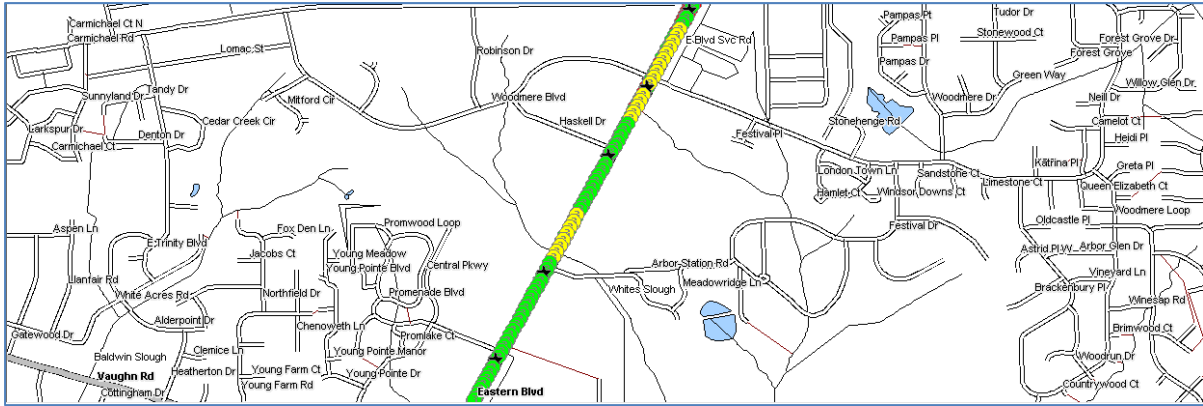 Carmichael Ct N
Carmichael Rd
Lomac St
Robinson Dr
E Blvd Svc Rd
Pampas Pt
Pampas Pl
Pampas Dr
Tudor Dr
Stonewood Ct
Forest Grove Dr
Forest Grove
Green Way
Willow Glen Dr
Sunnyland Dr
Tandy Dr
Mitford Cir
Woodmere Blvd
Woodmere Dr
Neill Dr
Larkspur Dr
Denton Dr
Cedar Creek Cir
Haskell Dr
Festival Pl
Stonehenge Rd
Camelot Ct
Carmichael Ct
Heidi Pl
London Town Ln
Sandstone Ct
Katrina Pl
Greta Pl
Hamlet Ct
Windsor Downs Ct
Limestone Ct
Queen Elizabeth Ct
Woodmere Loop
Aspen Ln
Fox Den Ln
Promwood Loop
Festival Dr
Oldcastle Pl
E Trinity Blvd
Jacobs Ct
Young Meadow
Young Pointe Blvd
Central Pkwy
Arbor Station Rd
Astrid Pl W
Arbor Glen Dr
Llanfair Rd
White Acres Rd
Northfield Dr
Promenade Blvd
Whites Slough
Meadowridge Ln
Vineyard Ln
Brackenbury Pl
Winesap Rd
Alderpoint Dr
Chenoweth Ln
Gatewood Dr
Promlake Ct
Brimwood Ct
Baldwin Slough
Clemice Ln
Young Pointe Manor
Woodrun Dr
Vaughn Rd
Heatherton Dr
Young Farm Ct
Young Pointe Dr
Young Farm Rd
Countrywood Ct
Cottingham Dr
Eastern Blvd